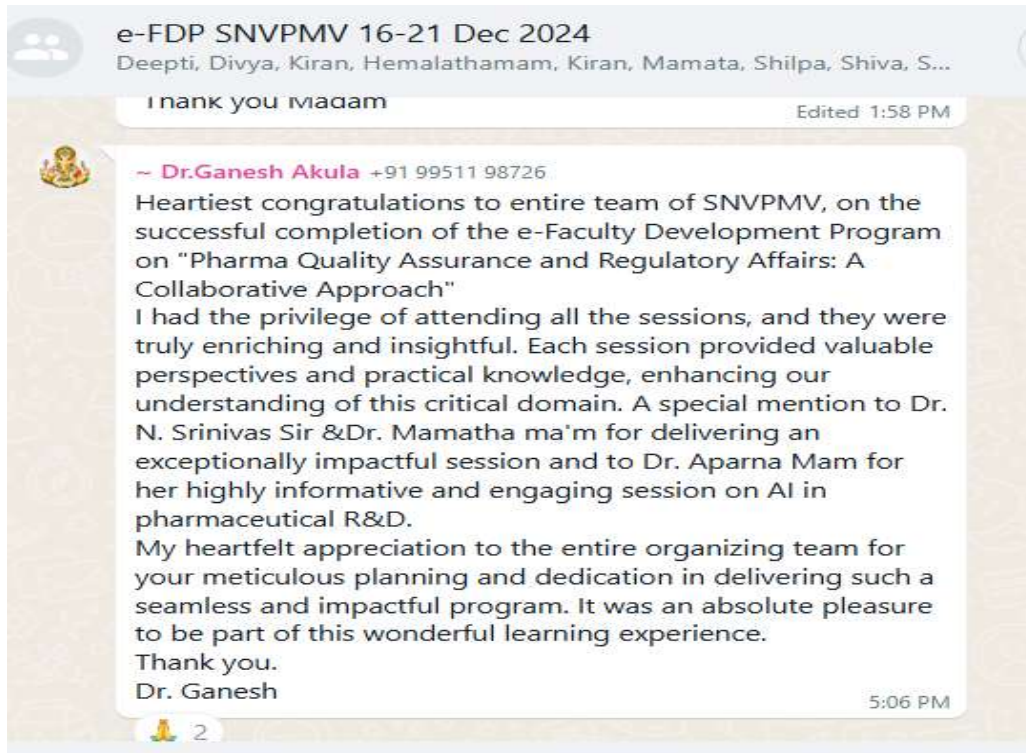 e-FDP SNVPMV 16-21 Dec 2024
Deepti, Divya, Kiran, Hemalathamam, Kiran, Mamata, Shilpa, Shiva, S...
Thank you Madam
Edited 1:58 PM
~ Dr.Ganesh Akula +91 99511 98726
Heartiest congratulations to entire team of SNVPMV, on the
successful completion of the e-Faculty Development Program
on "Pharma Quality Assurance and Regulatory Affairs: A
Collaborative Approach"
I had the privilege of attending all the sessions, and they were
truly enriching and insightful. Each session provided valuable
perspectives and practical knowledge, enhancing our
understanding of this critical domain. A special mention to Dr.
N. Srinivas Sir &Dr. Mamatha ma'm for delivering an
exceptionally impactful session and to Dr. Aparna Mam for
her highly informative and engaging session on AI in
pharmaceutical R&D.
My heartfelt appreciation to the entire organizing team for
your meticulous planning and dedication in delivering such a
seamless and impactful program. It was an absolute pleasure
to be part of this wonderful learning experience.
Thank you.
Dr. Ganesh
5:06 PM
🙏 2